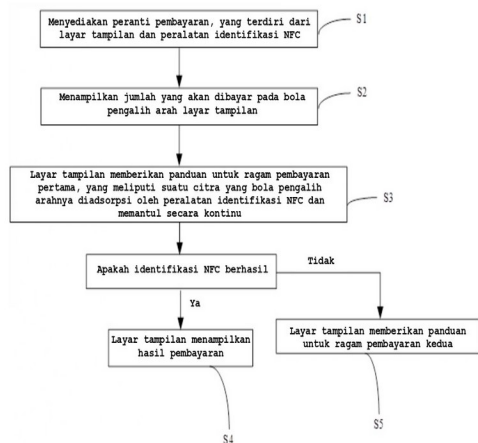 Menyediakan peranti pembayaran, yang terdiri dari
layar tampilan dan peralatan identifikasi NFC
S1
Menampilkan jumlah yang akan dibayar pada bola
pengalih arah layar tampilan
S2
Layar tampilan memberikan panduan untuk ragam pembayaran
pertama, yang meliputi suatu citra yang bola pengalih
arahnya diadsorpsi oleh peralatan identifikasi NFC dan
memantul secara kontinu
S3
Apakah identifikasi NFC berhasil
Tidak
Ya
Layar tampilan menampilkan
hasil pembayaran
Layar tampilan memberikan panduan
untuk ragam pembayaran kedua
S4
S5